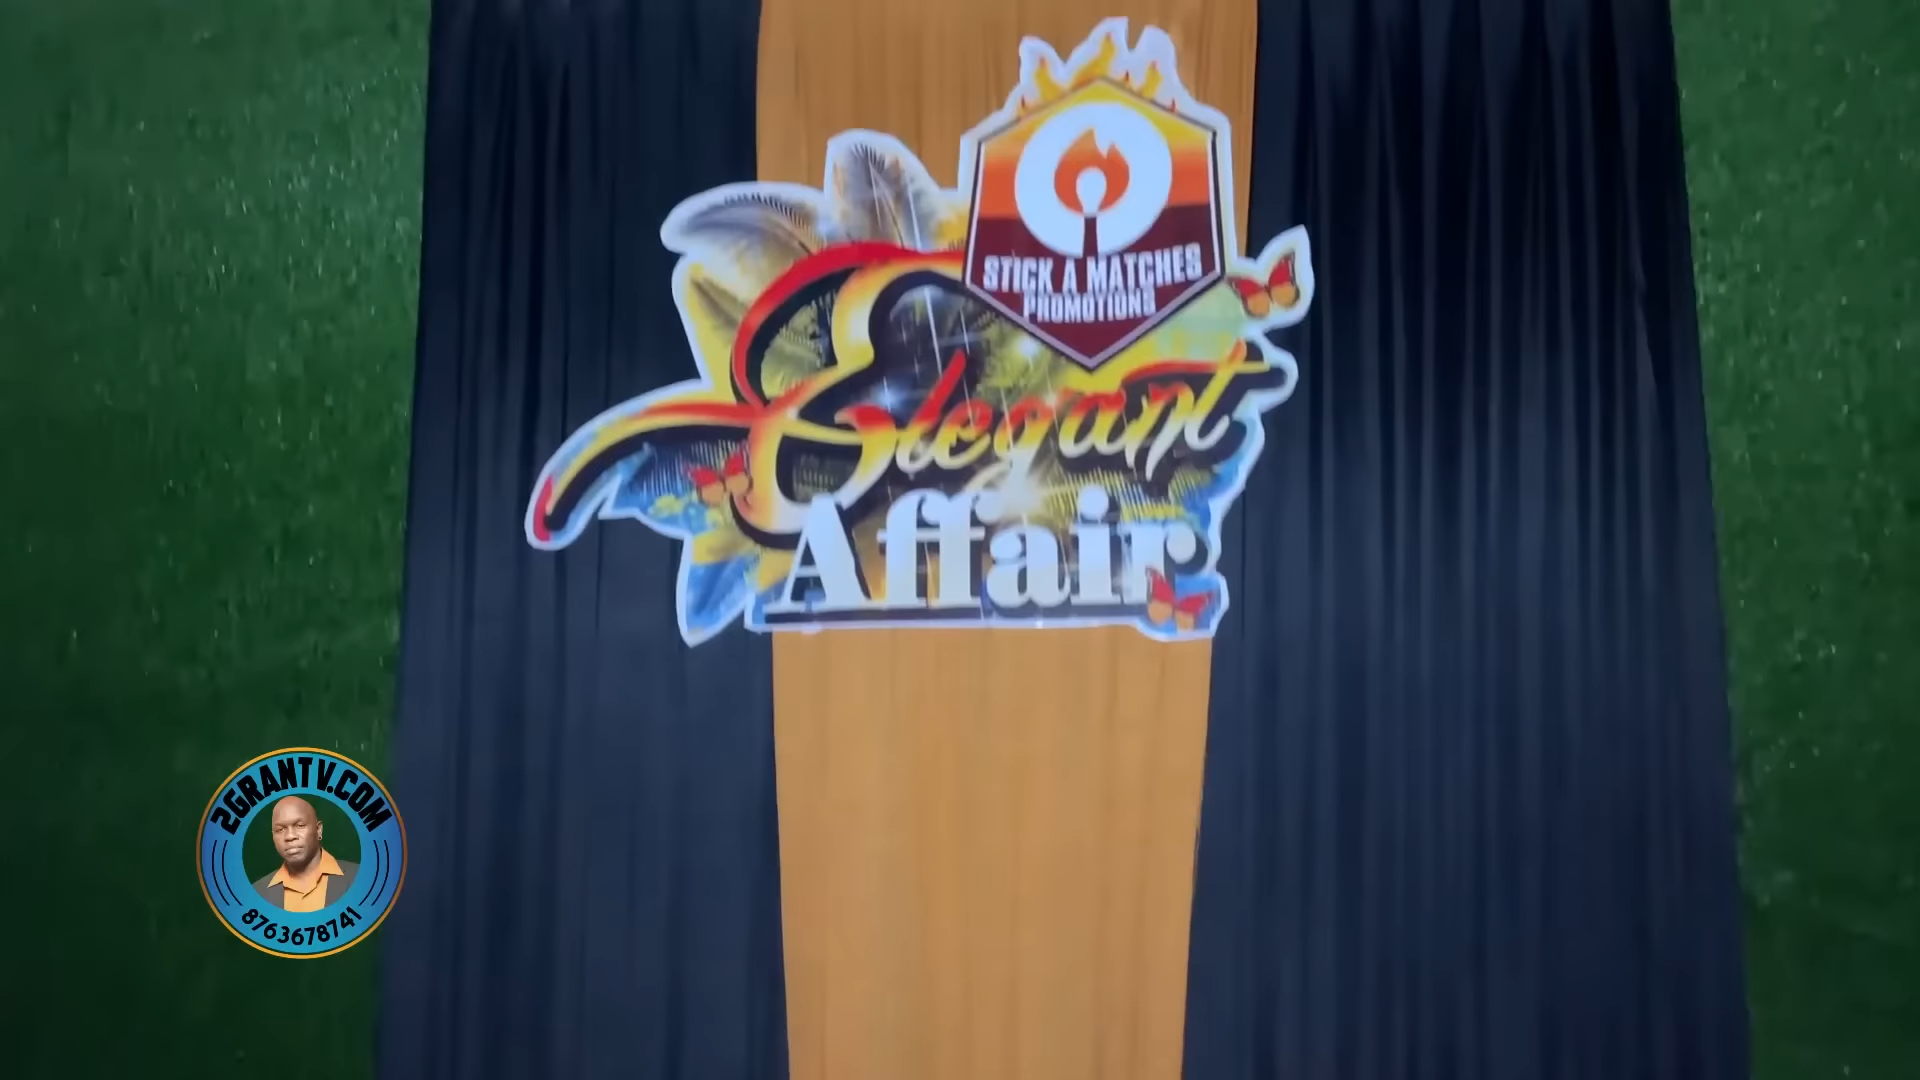 STICK A MATCHES
PROMOTIONS
Elegant
Affair
2GRANTV.COM
8763678741